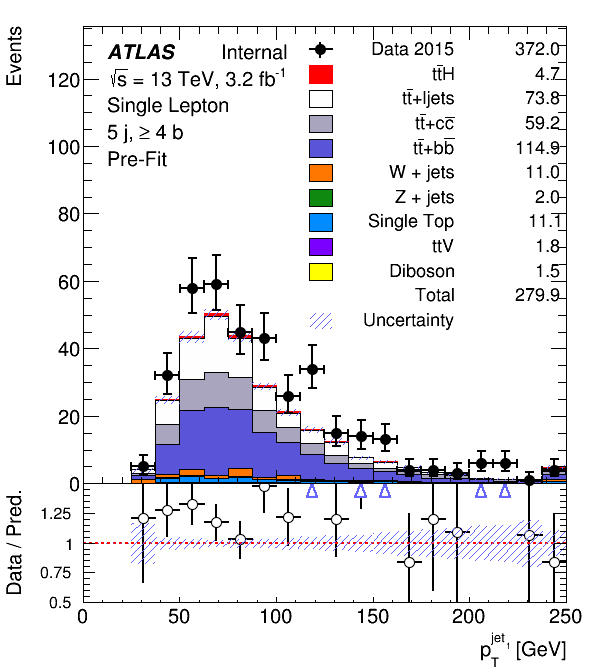 Events
ATLAS Internal
√s = 13 TeV, 3.2 fb⁻¹
Single Lepton
5 j, ≥ 4 b
Pre-Fit
Data 2015 372.0
tt̄H 4.7
tt̄+ljets 73.8
tt̄+cc̄ 59.2
tt̄+bb̄ 114.9
W + jets 11.0
Z + jets 2.0
Single Top 11.1
ttV 1.8
Diboson 1.5
Total 279.9
Uncertainty
120
100
80
60
40
20
0
Data / Pred.
1.25
1
0.75
0.5
0 50 100 150 200 250
p_T^{jet_1} [GeV]